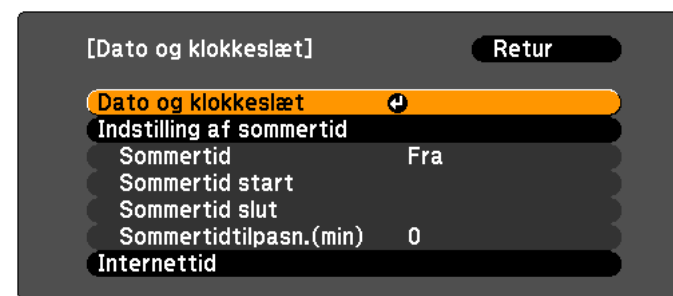 [Dato og klokkeslæt] Retur
Dato og klokkeslæt
Indstilling af sommertid
Sommertid Fra
Sommertid start
Sommertid slut
Sommertidtilpasn.(min) 0
Internettid